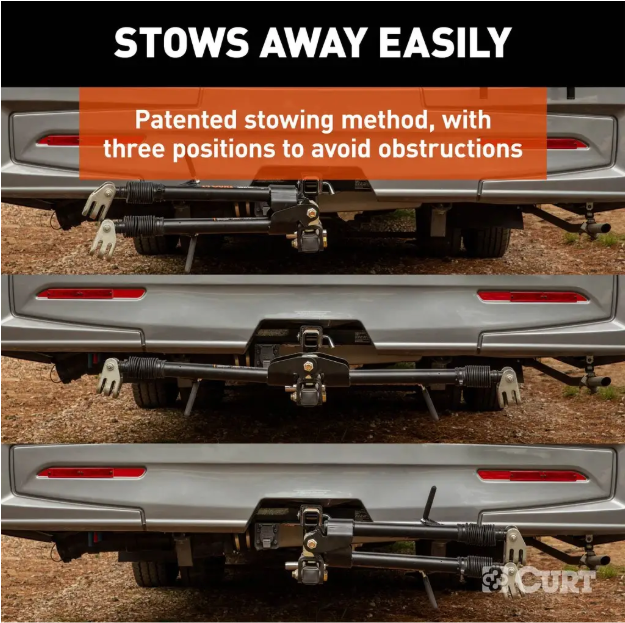 STOWS AWAY EASILY
Patented stowing method, with
three positions to avoid obstructions
CURT